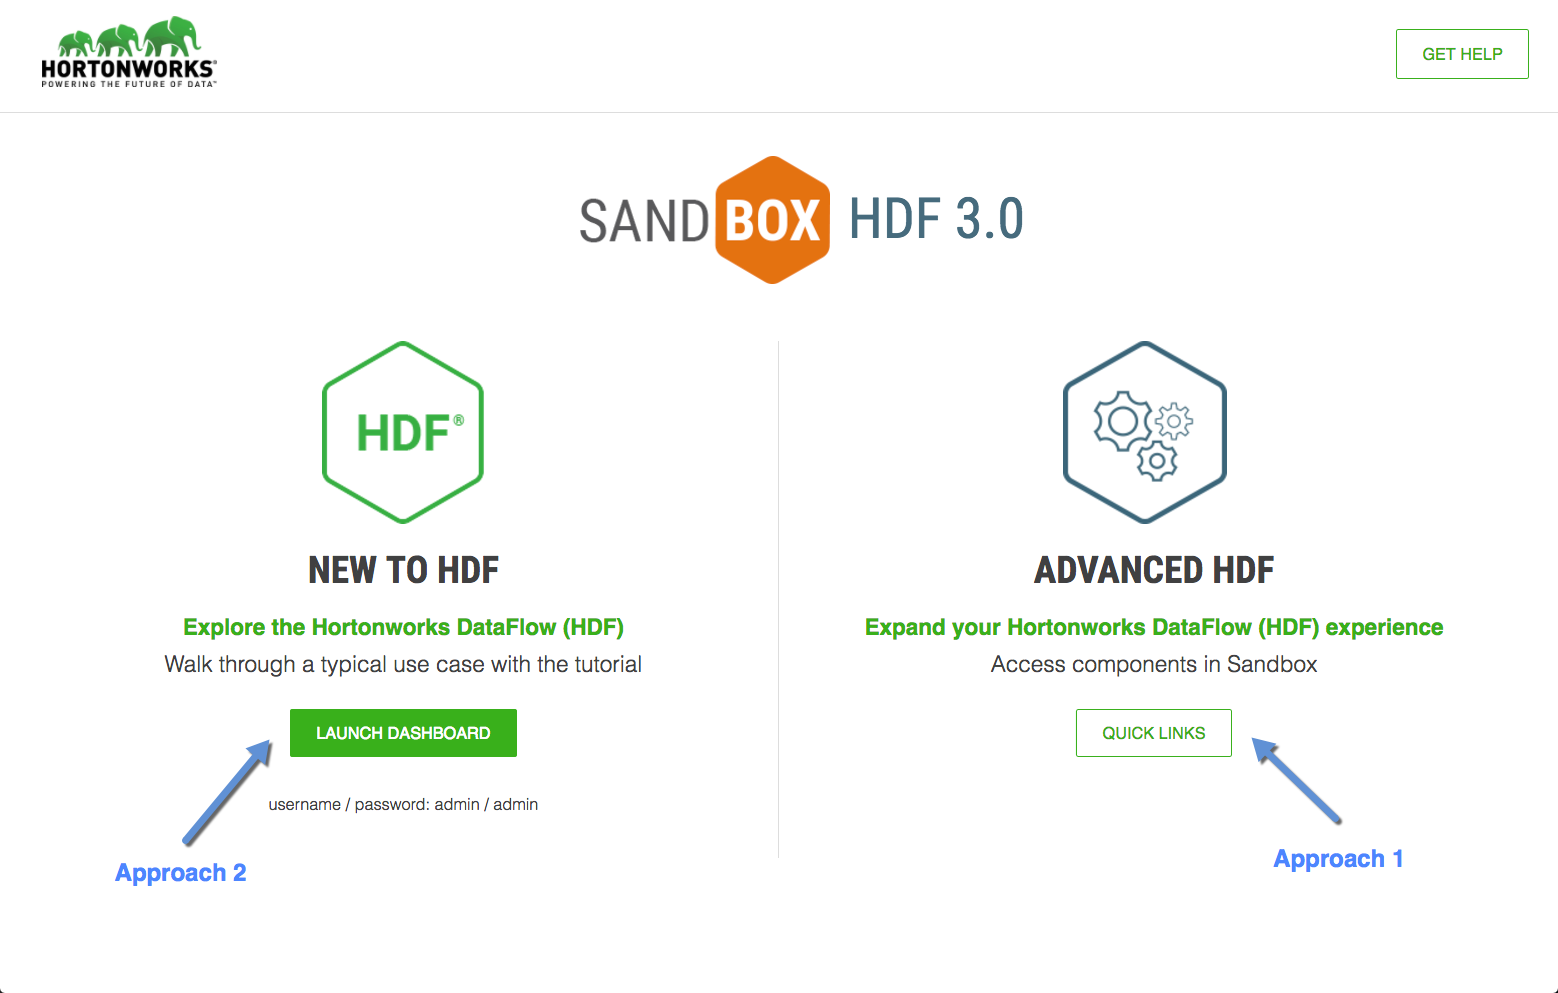 HORTONWORKS®
POWERING THE FUTURE OF DATA™
GET HELP
SANDBOX HDF 3.0
HDF®
NEW TO HDF
Explore the Hortonworks DataFlow (HDF)
Walk through a typical use case with the tutorial
LAUNCH DASHBOARD
username / password: admin / admin
Approach 2
ADVANCED HDF
Expand your Hortonworks DataFlow (HDF) experience
Access components in Sandbox
QUICK LINKS
Approach 1